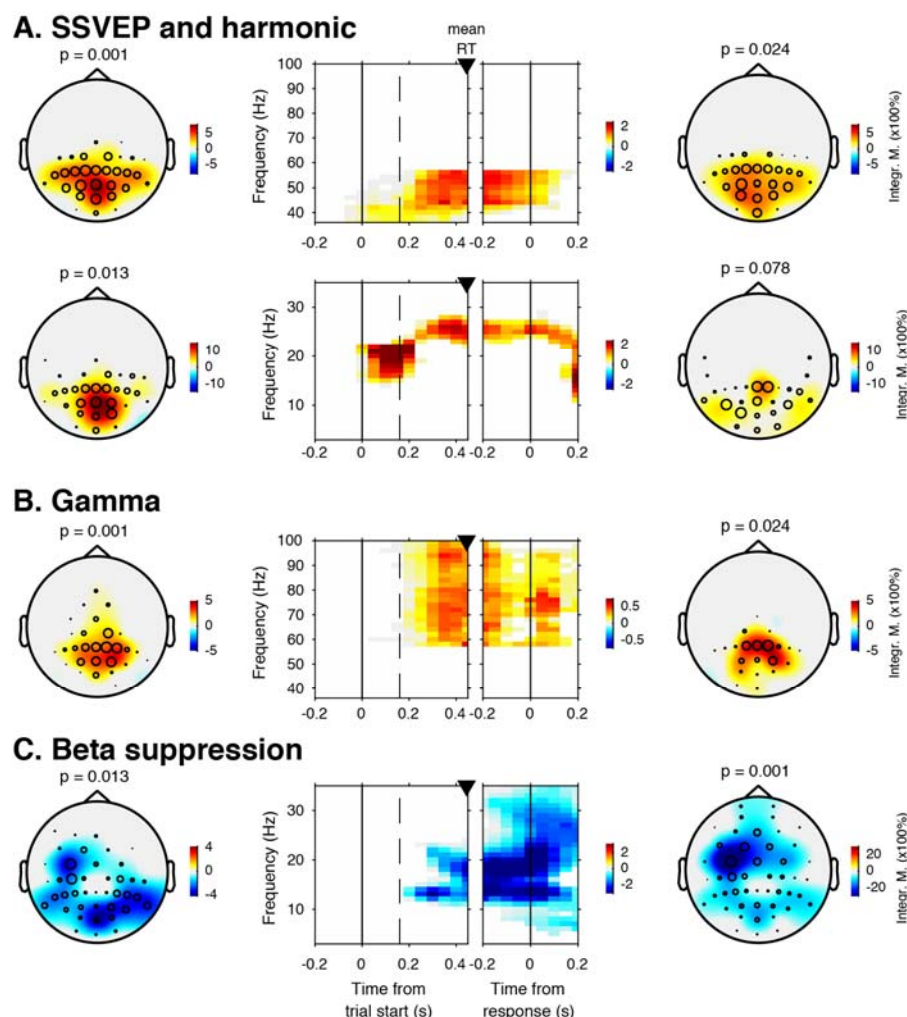 A. SSVEP and harmonic
mean
RT
p = 0.001
p = 0.024
5
0
-5
Frequency (Hz)
100
90
80
70
60
50
40
-0.2 0 0.2 0.4 -0.2 0 0.2
2
0
-2
5
0
-5
Integr. M. (x100%)
p = 0.013
p = 0.078
10
0
-10
Frequency (Hz)
30
20
10
-0.2 0 0.2 0.4 -0.2 0 0.2
2
0
-2
10
0
-10
Integr. M. (x100%)
B. Gamma
p = 0.001
p = 0.024
5
0
-5
Frequency (Hz)
100
90
80
70
60
50
40
-0.2 0 0.2 0.4 -0.2 0 0.2
0.5
0
-0.5
5
0
-5
Integr. M. (x100%)
C. Beta suppression
p = 0.013
p = 0.001
4
2
0
-2
-4
Frequency (Hz)
30
20
10
-0.2 0 0.2 0.4 -0.2 0 0.2
2
0
-2
20
0
-20
Integr. M. (x100%)
Time from
trial start (s)
Time from
response (s)